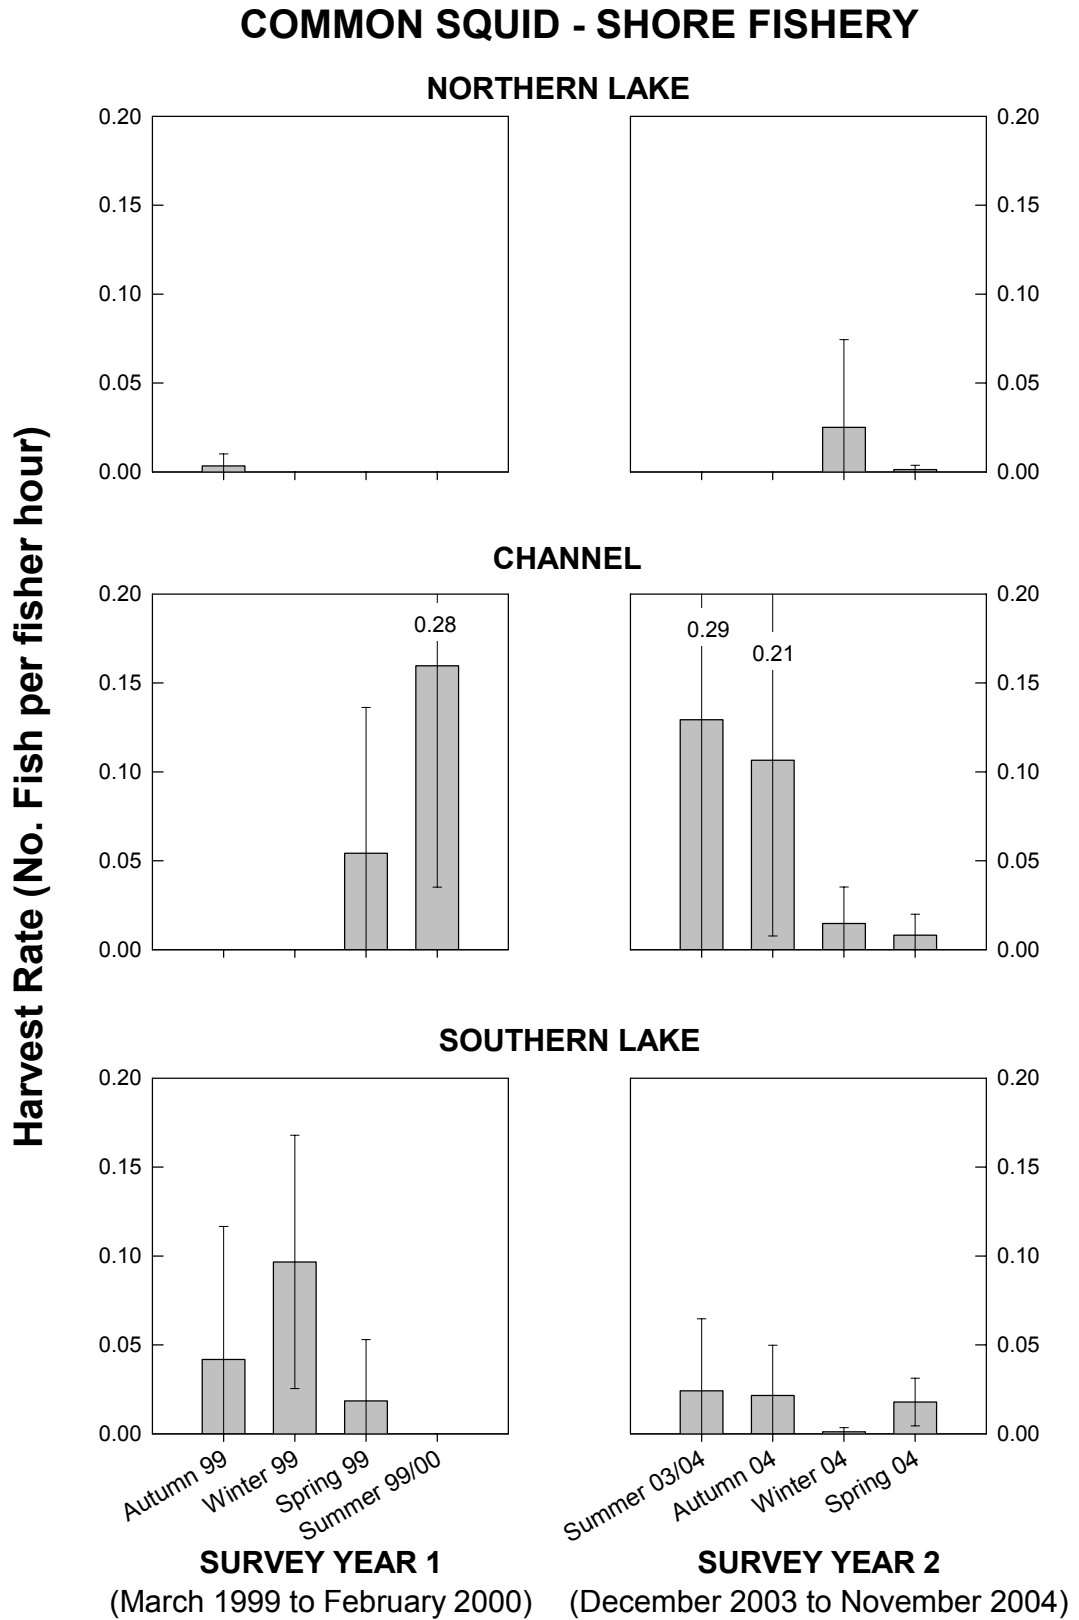 COMMON SQUID - SHORE FISHERY
NORTHERN LAKE
0.20
0.15
0.10
0.05
0.00
0.20
0.15
0.10
0.05
0.00
Harvest Rate (No. Fish per fisher hour)
CHANNEL
0.20
0.15
0.10
0.05
0.00
0.28
0.29
0.21
0.20
0.15
0.10
0.05
0.00
SOUTHERN LAKE
0.20
0.15
0.10
0.05
0.00
0.20
0.15
0.10
0.05
0.00
Autumn 99
Winter 99
Spring 99
Summer 99/00
Summer 03/04
Autumn 04
Winter 04
Spring 04
SURVEY YEAR 1
(March 1999 to February 2000)
SURVEY YEAR 2
(December 2003 to November 2004)